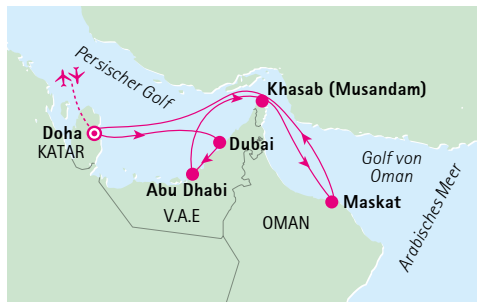 Persischer Golf
Khasab (Musandam)
Doha
KATAR
Dubai
Golf von
Oman
Abu Dhabi
V.A.E
OMAN
Maskat
Arabisches Meer